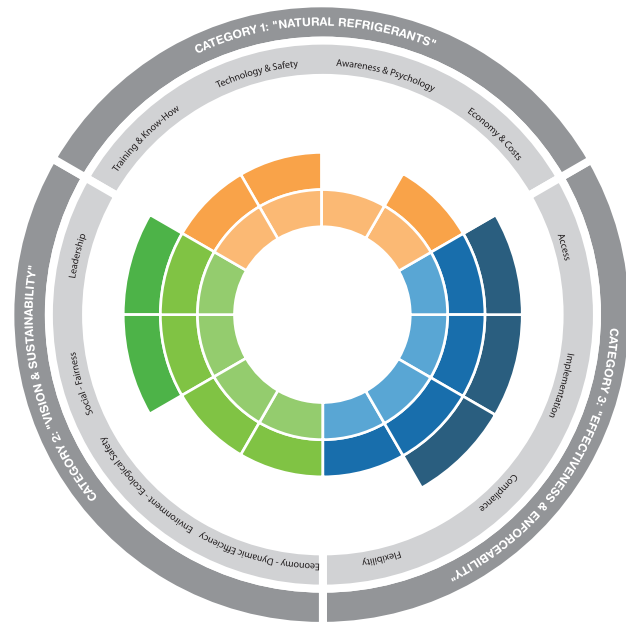 CATEGORY 1: "NATURAL REFRIGERANTS"
Training & Know-How
Technology & Safety
Awareness & Psychology
Economy & Costs
CATEGORY 2: "VISION & SUSTAINABILITY"
Leadership
Social - Fairness
Environment - Ecological Safety
Economy - Dynamic Efficiency
CATEGORY 3: "EFFECTIVENESS & ENFORCEABILITY"
Access
Implementation
Compliance
Flexibility